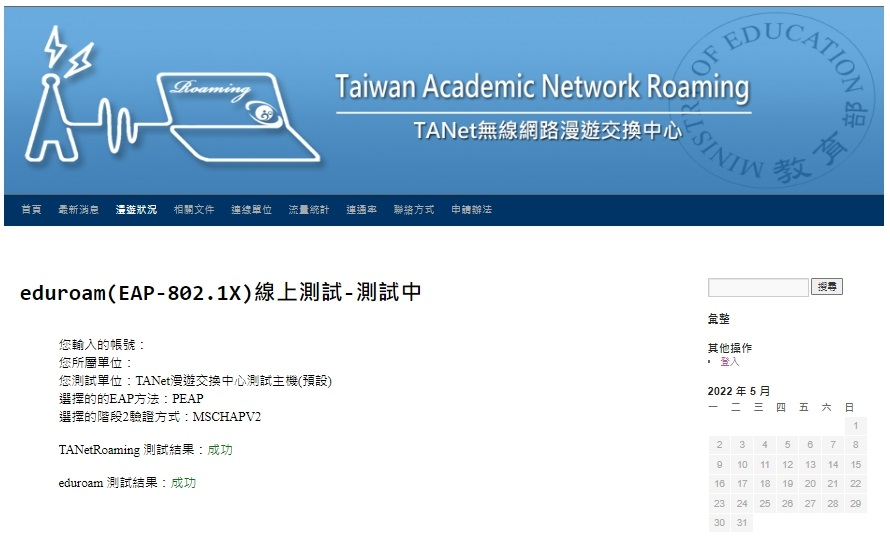 Roaming
Taiwan Academic Network Roaming
TANet無線網路漫遊交換中心
MINISTRY OF EDUCATION
教育部
首頁 最新消息 漫遊狀況 相關文件 連線單位 流量統計 連通率 聯絡方式 申請辦法
eduroam(EAP-802.1X)線上測試-測試中
您輸入的帳號：
您所屬單位：
您測試單位：TANet漫遊交換中心測試主機(預設)
選擇的的EAP方法：PEAP
選擇的階段2驗證方式：MSCHAPV2
TANetRoaming 測試結果：成功
eduroam 測試結果：成功
搜尋
彙整
其他操作
登入
2022 年 5 月
一 二 三 四 五 六 日
1
2 3 4 5 6 7 8
9 10 11 12 13 14 15
16 17 18 19 20 21 22
23 24 25 26 27 28 29
30 31